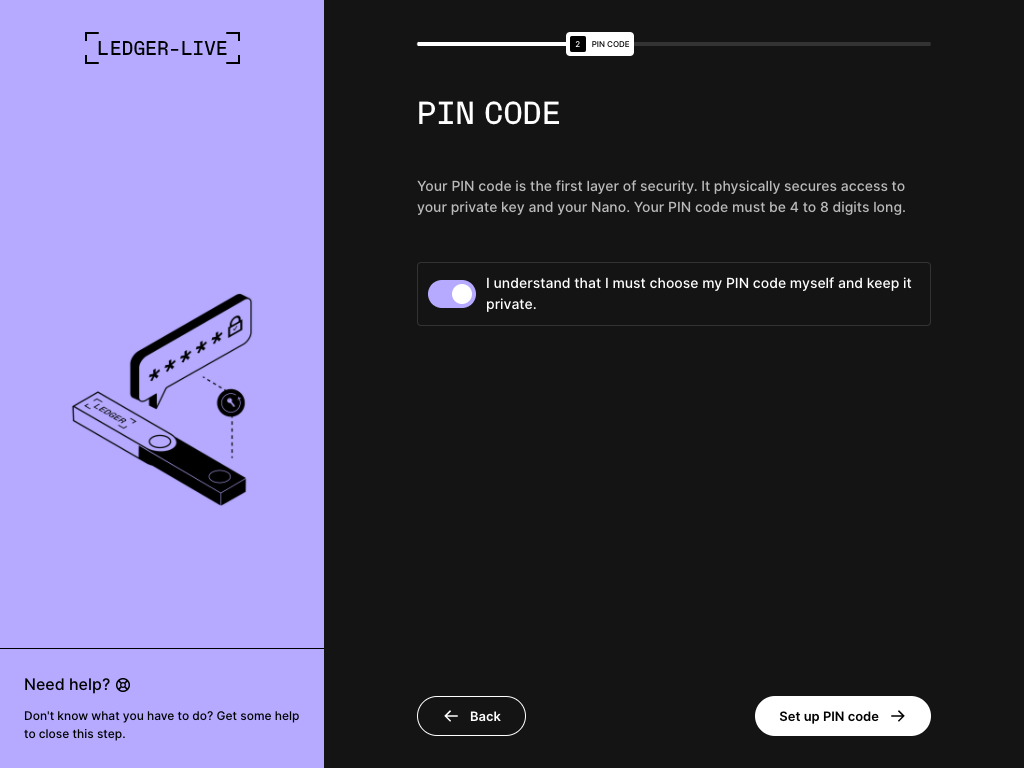 LEDGER-LIVE
2 PIN CODE
PIN CODE
Your PIN code is the first layer of security. It physically secures access to
your private key and your Nano. Your PIN code must be 4 to 8 digits long.
I understand that I must choose my PIN code myself and keep it
private.
*****
LEDGER
Need help?
Don't know what you have to do? Get some help
to close this step.
Back
Set up PIN code